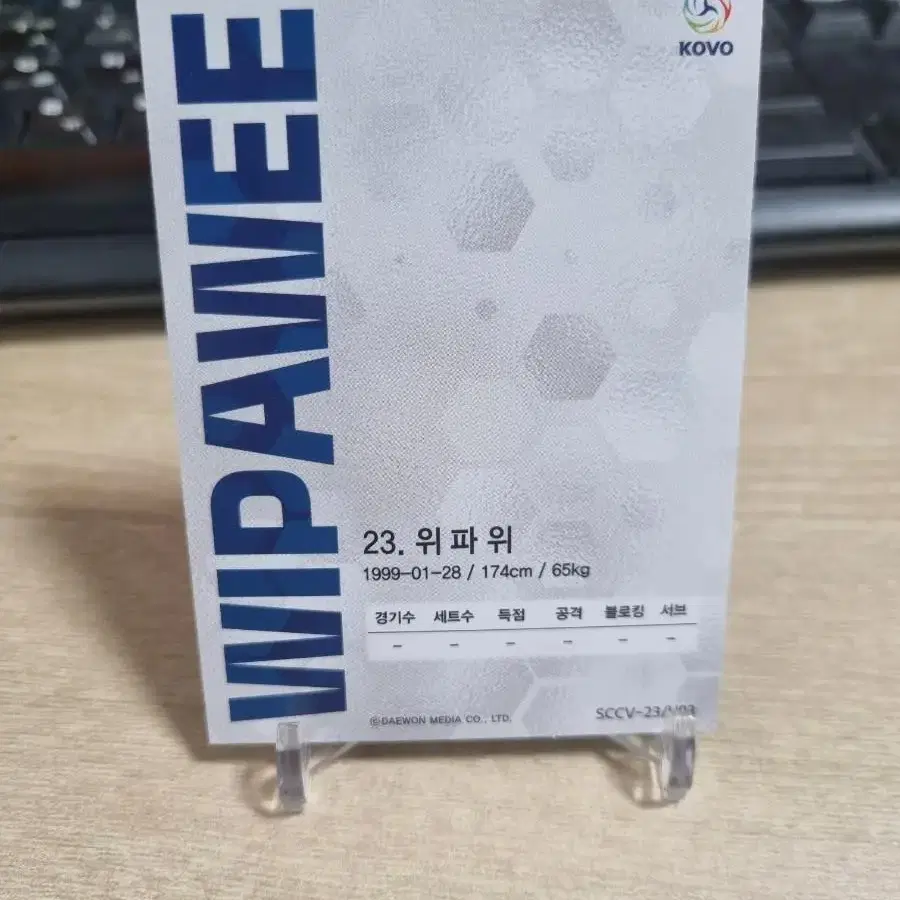 KOVO
WIPAWEE
23. 위파위
1999-01-28 / 174cm / 65kg
경기수 세트수 득점 공격 블로킹 서브
- - - - - -
©DAEWON MEDIA CO., LTD.